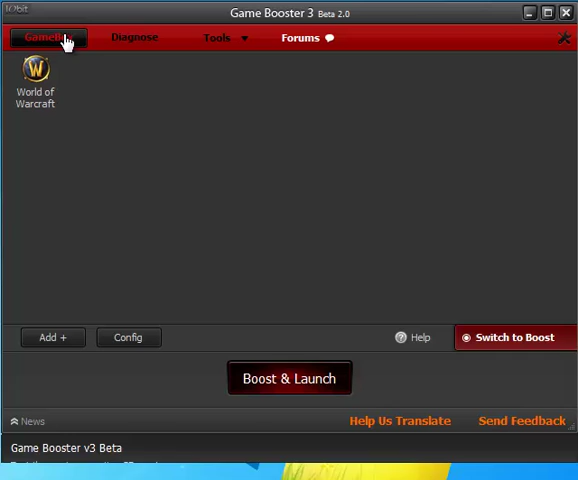 IObit
Game Booster 3 Beta 2.0
Diagnose Tools Forums
World of
Warcraft
Add + Config Help Switch to Boost
Boost & Launch
News Help Us Translate Send Feedback
Game Booster v3 Beta